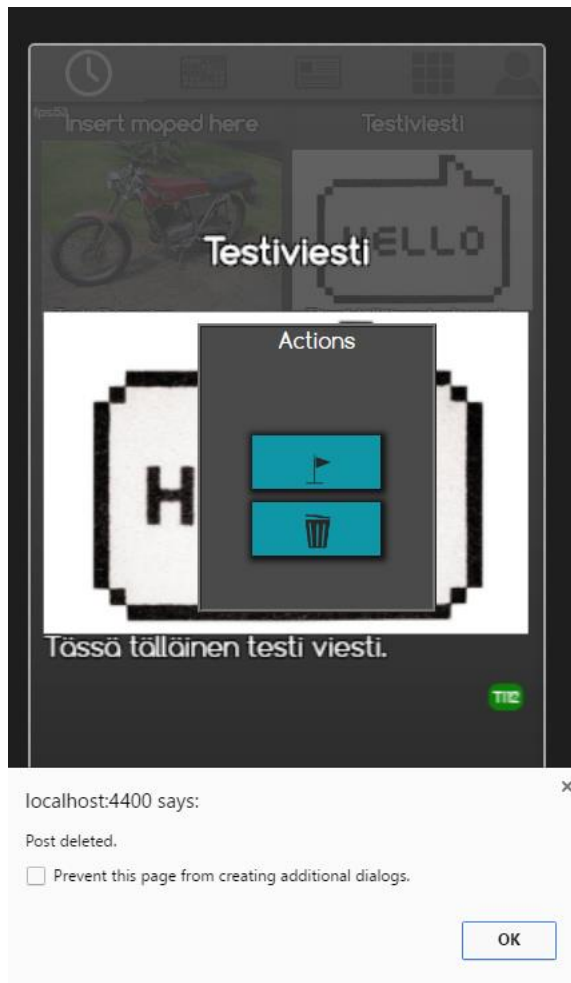 fps53
Insert moped here
Testiviesti
HELLO
Testiviesti
Actions
H
Tässä tälläinen testi viesti.
localhost:4400 says:
Post deleted.
Prevent this page from creating additional dialogs.
OK